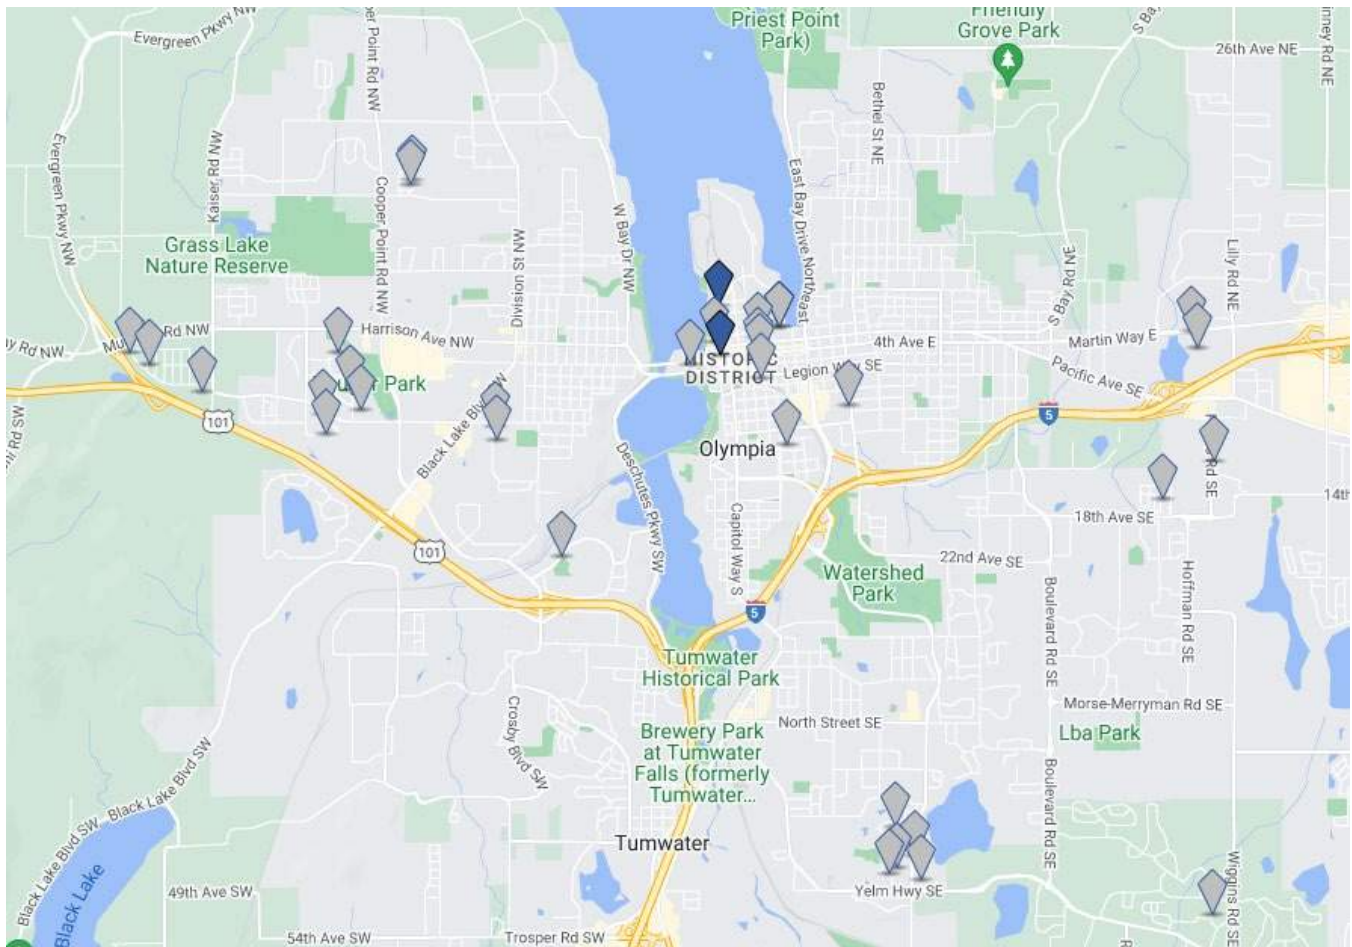 Evergreen Pkwy NW
Priest Point
Park)
Friendly
Grove Park
26th Ave NE
Bethel St NE
Evergreen Pkwy NW
Kaiser Rd NW
Cooper Point Rd NW
East Bay Drive Northeast
W Bay Dr NW
Division St NW
Grass Lake
Nature Reserve
S Bay Rd NE
Lilly Rd NE
Rd NW
Harrison Ave NW
4th Ave E
Martin Way E
HISTORIC
DISTRICT
Legion Way SE
Pacific Ave SE
Park
101
5
Black Lake Blvd
Olympia
Rd SE
18th Ave SE
Deschutes Pkwy SW
Capitol Way S
101
22nd Ave SE
Watershed
Park
Hoffman Rd SE
Boulevard Rd SE
5
Tumwater
Historical Park
Morse-Merryman Rd SE
North Street SE
Lba Park
Crosby Blvd SW
Brewery Park
at Tumwater
Falls (formerly
Tumwater...
Black Lake Blvd SW
Boulevard Rd SE
Tumwater
Black Lake Blvd SW
Black Lake
49th Ave SW
Yelm Hwy SE
Wiggins Rd SE
54th Ave SW
Trosper Rd SW